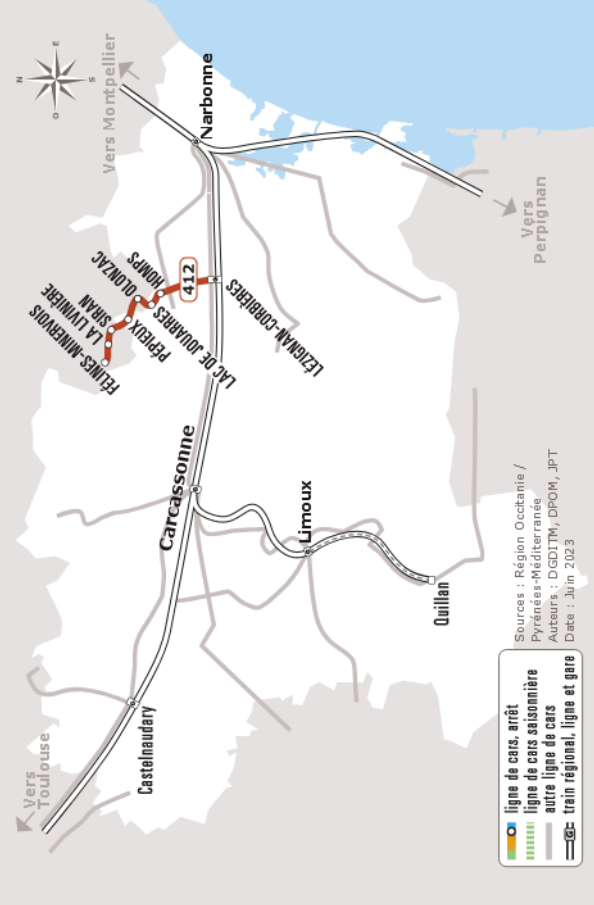 N
E
S
O
Vers Montpellier
Narbonne
Vers
Perpignan
412
HOMPS
OLONZAC
LA LIVINIÈRE
SIRAN
FÉLINES-MINERVOIS
PÉPIEUX
LAC DE JOUARRES
LÉZIGNAN-CORBIÈRES
Carcassonne
Limoux
Quillan
Castelnaudary
Vers
Toulouse
Sources : Région Occitanie /
Pyrénées-Méditerranée
Auteurs : DGDITM, DPOM, JPT
Date : Juin 2023
ligne de cars, arrêt
ligne de cars saisonnière
autre ligne de cars
G train régional, ligne et gare